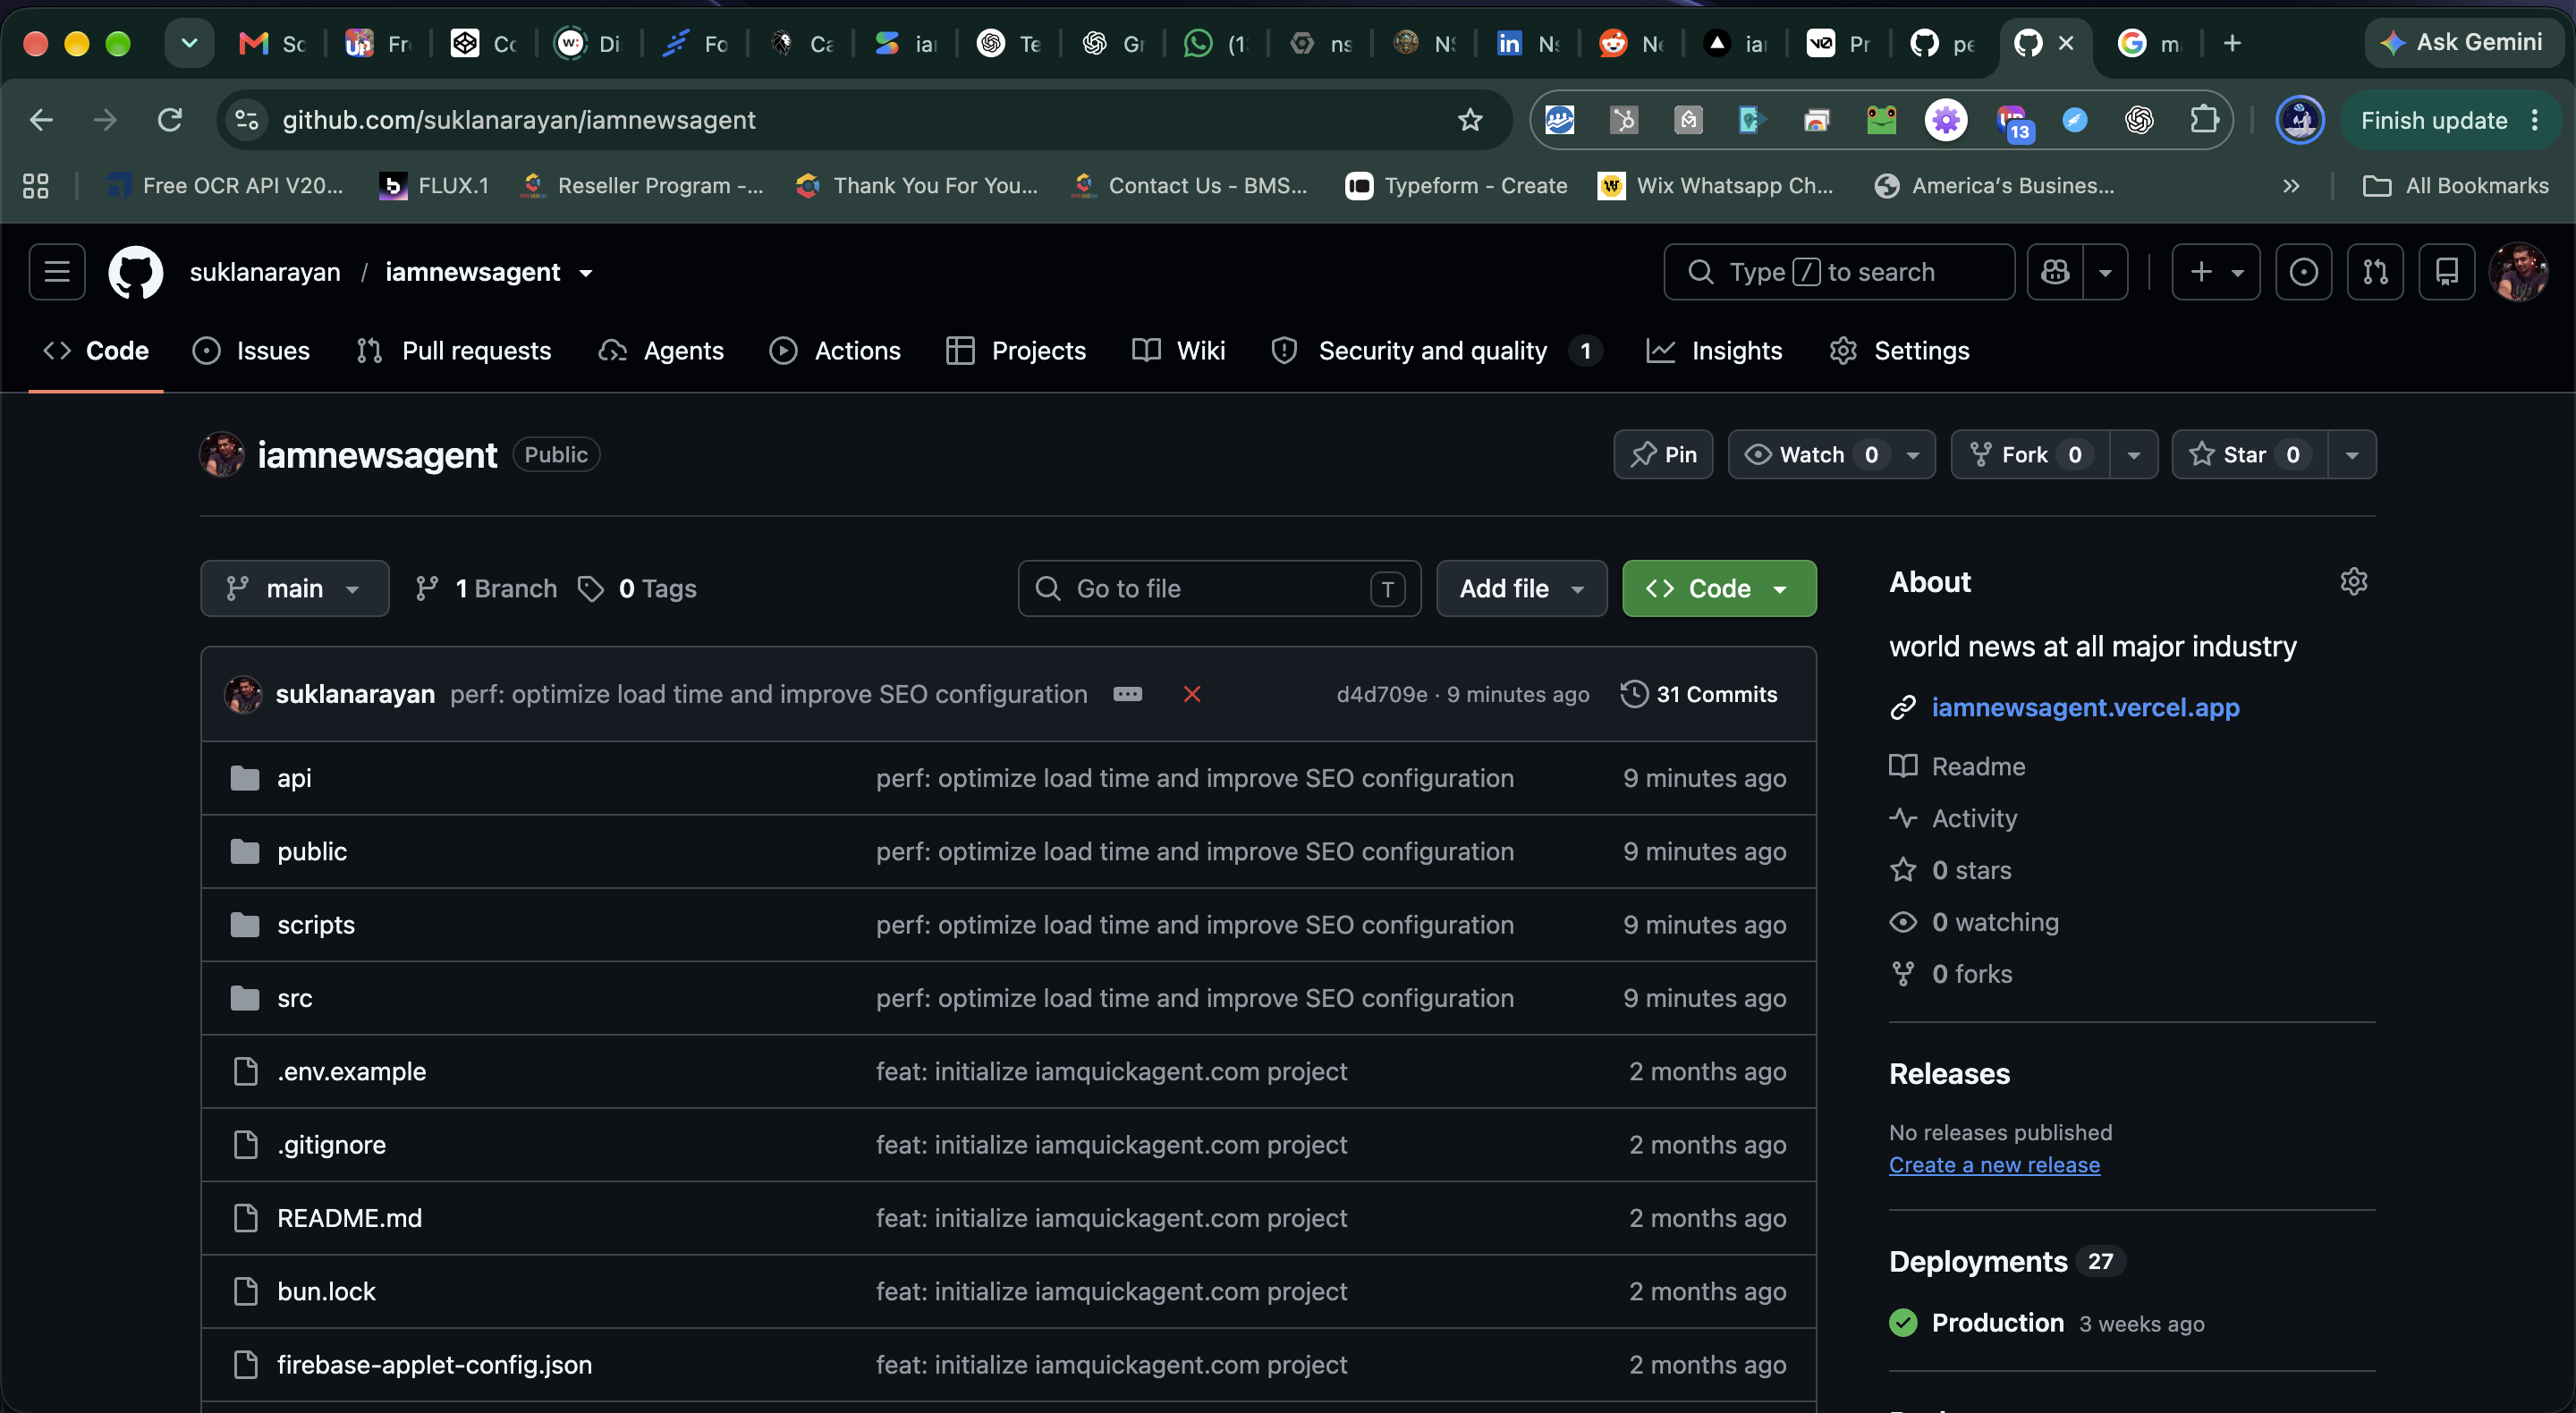 Sc
Fre
Co
Di
Fo
Ca
iar
Te
Gr
(1
ns
NS
Ns
Ne
iar
Pr
pe
m
Ask Gemini
github.com/suklanarayan/iamnewsagent
13
Finish update
Free OCR API V20...
FLUX.1
Reseller Program -...
Thank You For You...
Contact Us - BMS...
Typeform - Create
Wix Whatsapp Ch...
America's Busines...
All Bookmarks
suklanarayan / iamnewsagent
Type / to search
Code
Issues
Pull requests
Agents
Actions
Projects
Wiki
Security and quality 1
Insights
Settings
iamnewsagent Public
Pin
Watch 0
Fork 0
Star 0
main
1 Branch
0 Tags
Go to file T
Add file
Code
suklanarayan perf: optimize load time and improve SEO configuration
d4d709e · 9 minutes ago
31 Commits
api perf: optimize load time and improve SEO configuration 9 minutes ago
public perf: optimize load time and improve SEO configuration 9 minutes ago
scripts perf: optimize load time and improve SEO configuration 9 minutes ago
src perf: optimize load time and improve SEO configuration 9 minutes ago
.env.example feat: initialize iamquickagent.com project 2 months ago
.gitignore feat: initialize iamquickagent.com project 2 months ago
README.md feat: initialize iamquickagent.com project 2 months ago
bun.lock feat: initialize iamquickagent.com project 2 months ago
firebase-applet-config.json feat: initialize iamquickagent.com project 2 months ago
About
world news at all major industry
iamnewsagent.vercel.app
Readme
Activity
0 stars
0 watching
0 forks
Releases
No releases published
Create a new release
Deployments 27
Production 3 weeks ago